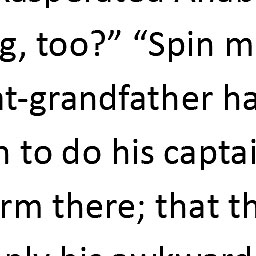 g, too?” “Spin m
t-grandfather ha
to do his captai
rm there; that th